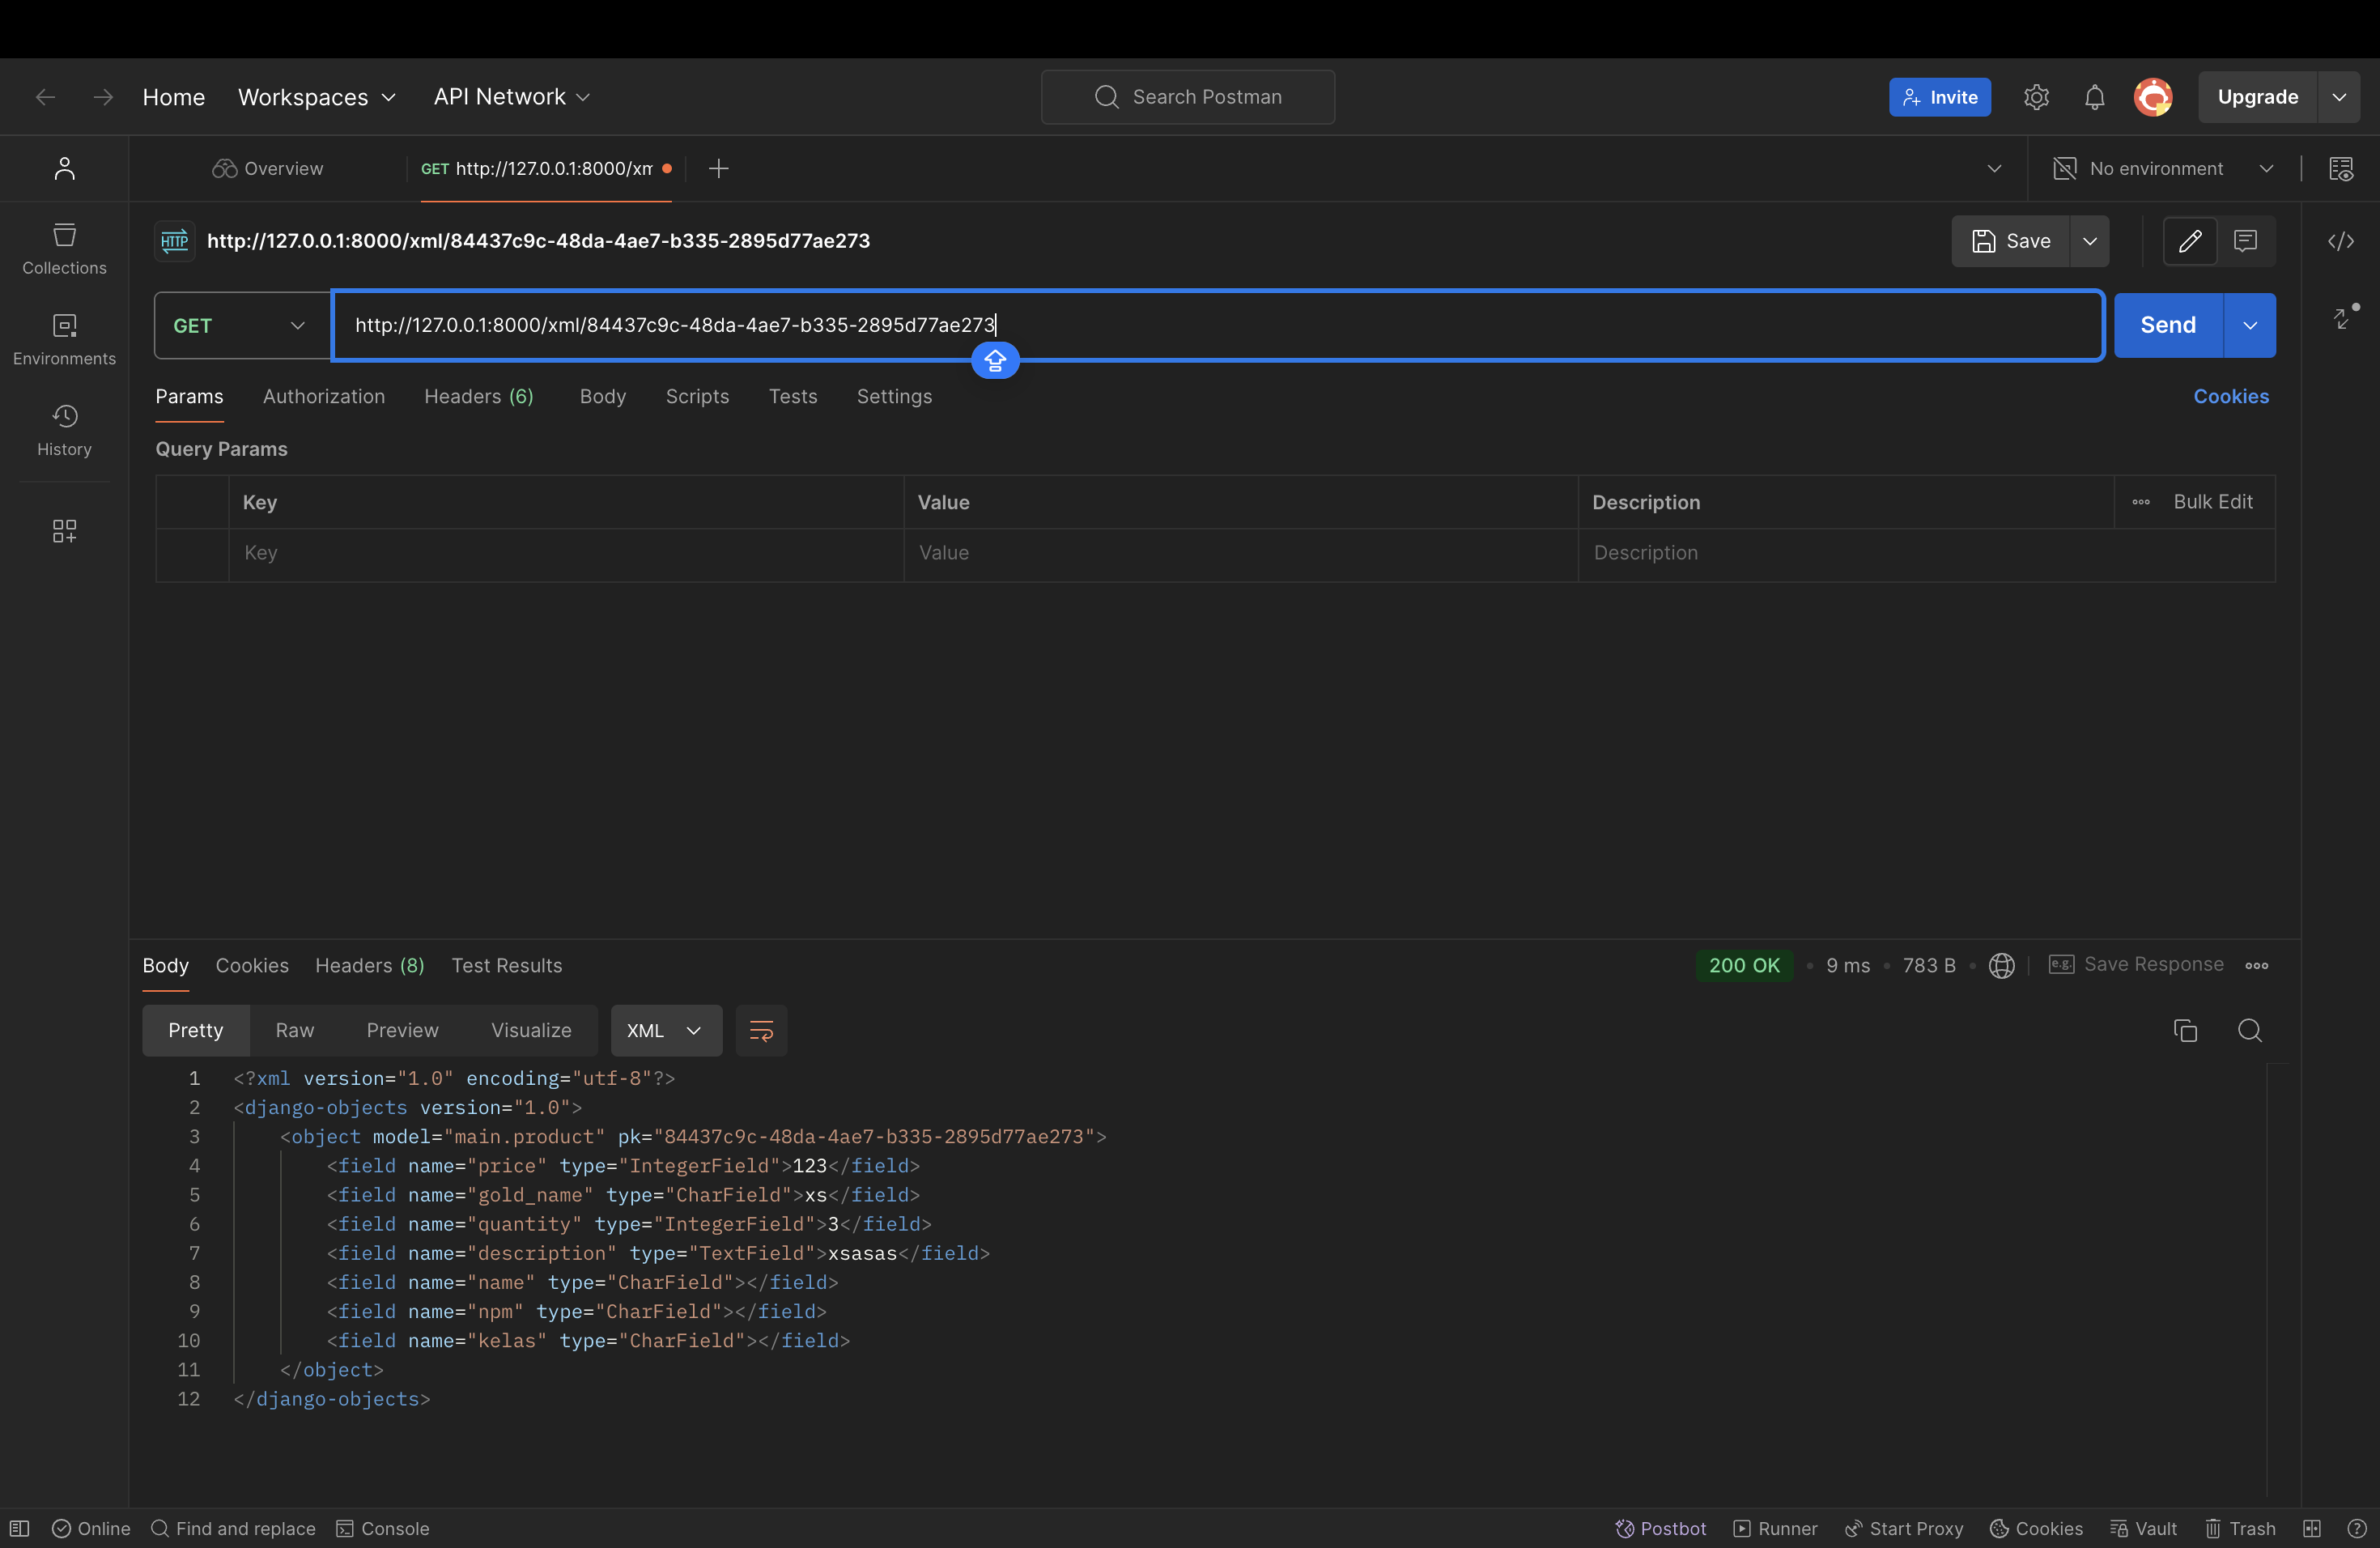 Home Workspaces API Network Search Postman Invite Upgrade
Overview GET http://127.0.0.1:8000/xm No environment
HTTP http://127.0.0.1:8000/xml/84437c9c-48da-4ae7-b335-2895d77ae273 Save
Collections
Environments
History
GET http://127.0.0.1:8000/xml/84437c9c-48da-4ae7-b335-2895d77ae273 Send
Params Authorization Headers (6) Body Scripts Tests Settings Cookies
Query Params
Key Value Description Bulk Edit
Key Value Description
Body Cookies Headers (8) Test Results 200 OK 9 ms 783 B e.g. Save Response
Pretty Raw Preview Visualize XML
1 <?xml version="1.0" encoding="utf-8"?>
2 <django-objects version="1.0">
3 <object model="main.product" pk="84437c9c-48da-4ae7-b335-2895d77ae273">
4 <field name="price" type="IntegerField">123</field>
5 <field name="gold_name" type="CharField">xs</field>
6 <field name="quantity" type="IntegerField">3</field>
7 <field name="description" type="TextField">xsasas</field>
8 <field name="name" type="CharField"></field>
9 <field name="npm" type="CharField"></field>
10 <field name="kelas" type="CharField"></field>
11 </object>
12 </django-objects>
Online Find and replace Console Postbot Runner Start Proxy Cookies Vault Trash